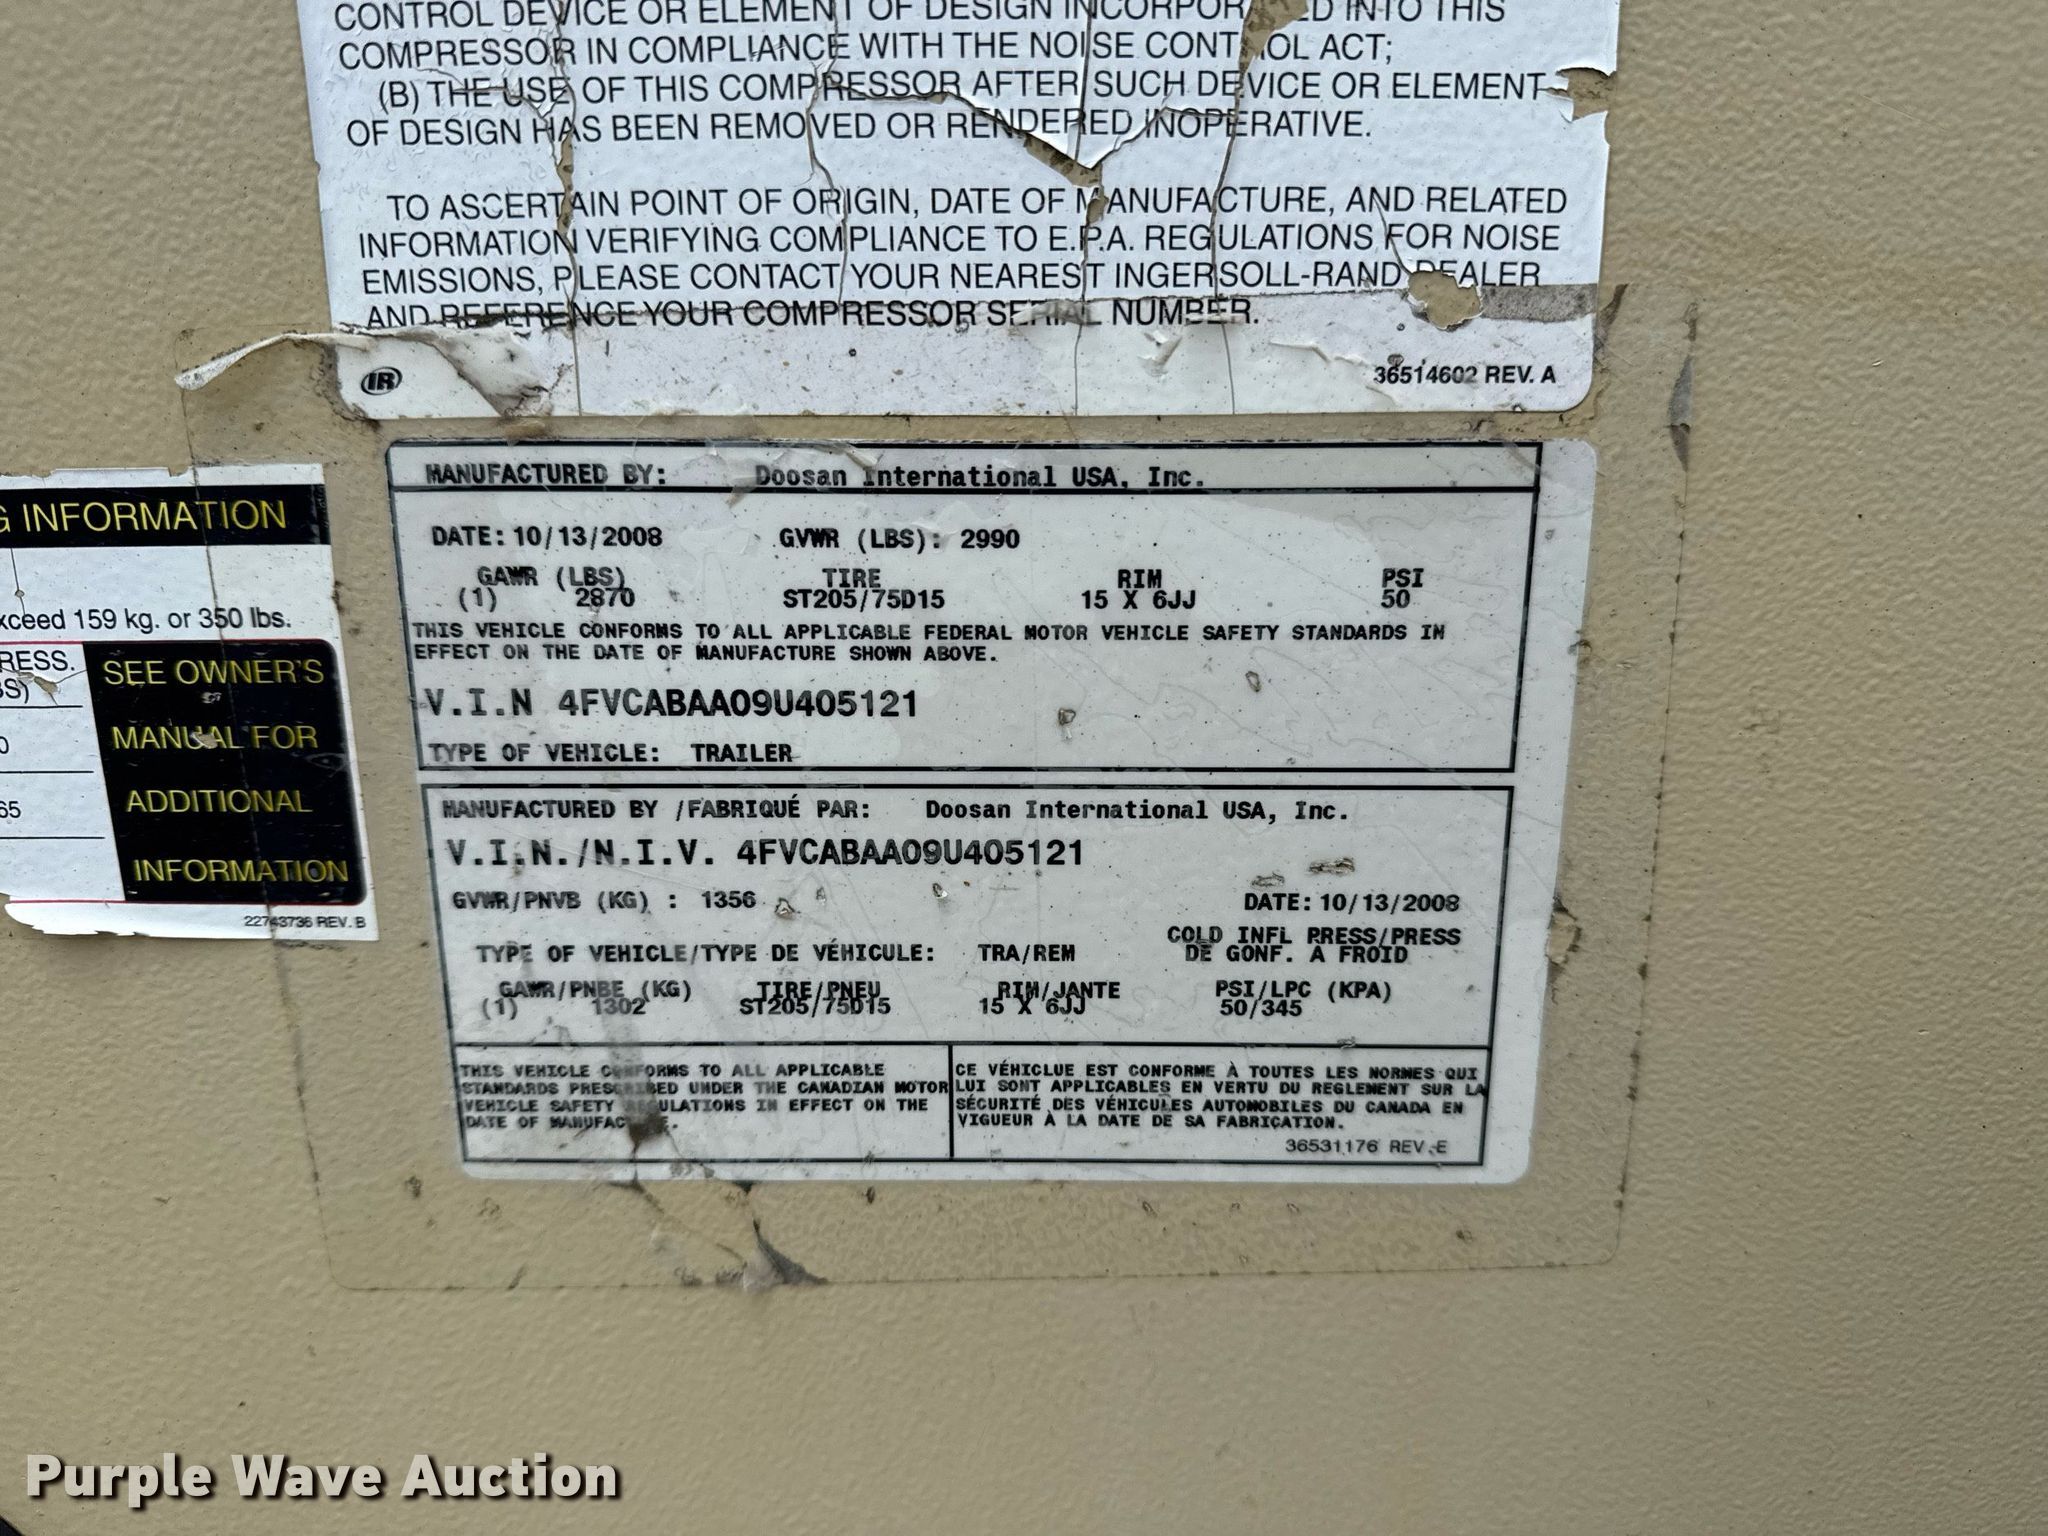 CONTROL DEVICE OR ELEMENT OF DESIGN INTO THIS
COMPRESSOR IN COMPLIANCE WITH THE NOISE CONTROL ACT;
(B) THE USE OF THIS COMPRESSOR AFTER SUCH DEVICE OR ELEMENT
OF DESIGN HAS BEEN REMOVED OR RENDERED INOPERATIVE.
TO ASCERTAIN POINT OF ORIGIN, DATE OF MANUFACTURE, AND RELATED
INFORMATION VERIFYING COMPLIANCE TO E.P.A. REGULATIONS FOR NOISE
EMISSIONS, PLEASE CONTACT YOUR NEAREST INGERSOLL-RAND DEALER
AND REFERENCE YOUR COMPRESSOR SERIAL NUMBER.
IR
36514602 REV. A
G INFORMATION
xceed 159 kg. or 350 lbs.
RESS.
BS)
0
65
SEE OWNER'S
MANUAL FOR
ADDITIONAL
INFORMATION
22743736 REV. B
MANUFACTURED BY: Doosan International USA, Inc.
DATE: 10/13/2008 GVWR (LBS): 2990
GAWR (LBS) TIRE RIM PSI
(1) 2870 ST205/75D15 15 X 6JJ 50
THIS VEHICLE CONFORMS TO ALL APPLICABLE FEDERAL MOTOR VEHICLE SAFETY STANDARDS IN
EFFECT ON THE DATE OF MANUFACTURE SHOWN ABOVE.
V.I.N 4FVCABAA09U405121
TYPE OF VEHICLE: TRAILER
MANUFACTURED BY /FABRIQUÉ PAR: Doosan International USA, Inc.
V.I.N./N.I.V. 4FVCABAA09U405121
GVWR/PNVB (KG) : 1356 DATE: 10/13/2008
COLD INFL PRESS/PRESS
TYPE OF VEHICLE/TYPE DE VÉHICULE: TRA/REM DE GONF. A FROID
GAWR/PNBE (KG) TIRE/PNEU RIM/JANTE PSI/LPC (KPA)
(1) 1302 ST205/75D15 15 X 6JJ 50/345
THIS VEHICLE CONFORMS TO ALL APPLICABLE
STANDARDS PRESCRIBED UNDER THE CANADIAN MOTOR
VEHICLE SAFETY REGULATIONS IN EFFECT ON THE
DATE OF MANUFACTURE.
CE VÉHICLUE EST CONFORME À TOUTES LES NORMES QUI
LUI SONT APPLICABLES EN VERTU DU REGLEMENT SUR LA
SÉCURITÉ DES VÉHICULES AUTOMOBILES DU CANADA EN
VIGUEUR À LA DATE DE SA FABRICATION.
36531176 REV.E
Purple Wave Auction